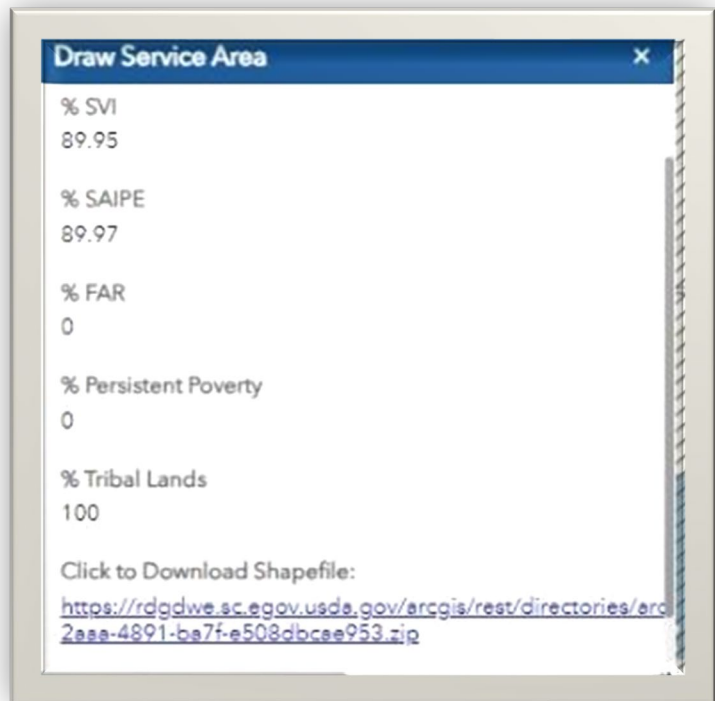 Draw Service Area
% SVI
89.95
% SAIPE
89.97
% FAR
0
% Persistent Poverty
0
% Tribal Lands
100
Click to Download Shapefile:
https://rdgdwe.sc.egov.usda.gov/arcgis/rest/directories/arc
2aaa-4891-ba7f-e508dbcae953.zip